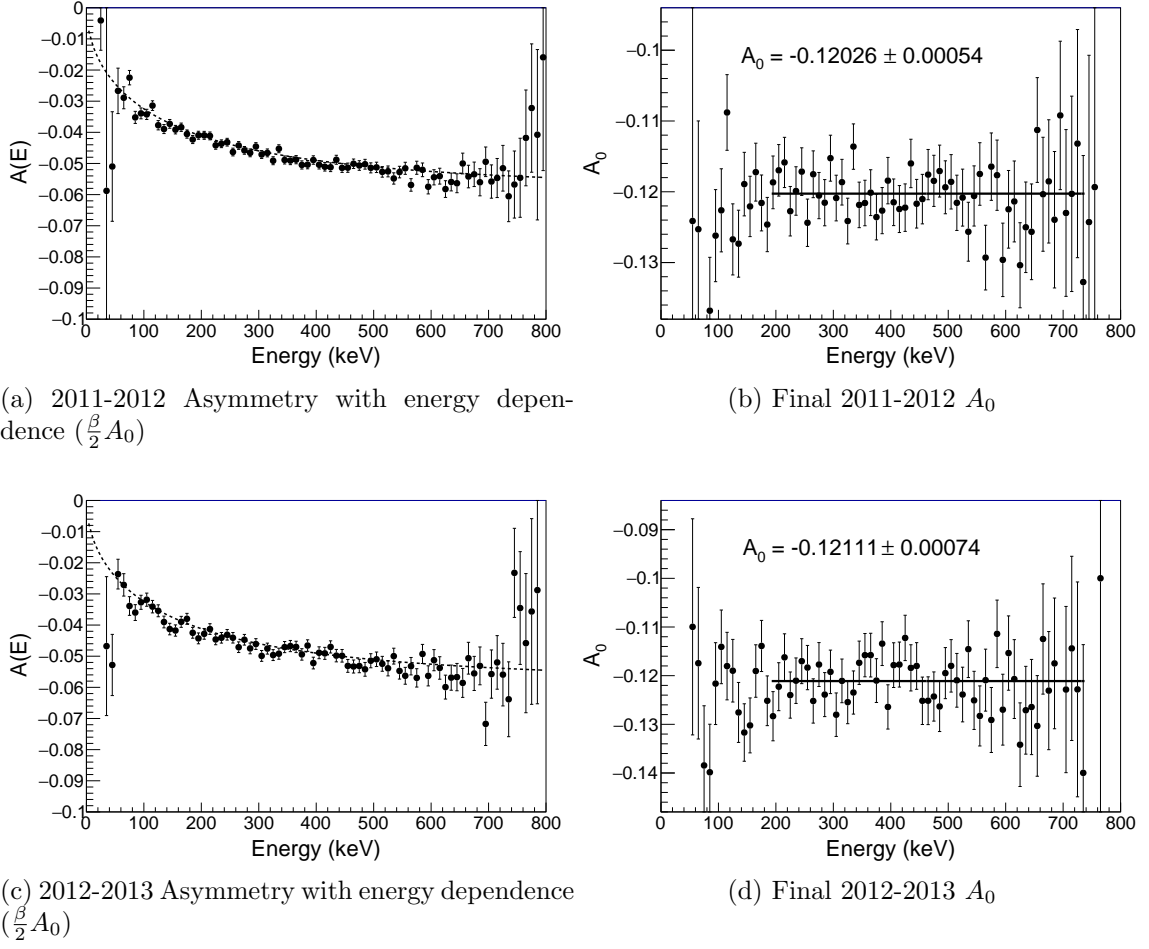 0
−0.01
−0.02
−0.03
−0.04
−0.05
−0.06
−0.07
−0.08
−0.09
−0.1
A(E)
0 100 200 300 400 500 600 700 800
Energy (keV)
A₀ = -0.12026 ± 0.00054
−0.1
−0.11
−0.12
−0.13
A₀
0 100 200 300 400 500 600 700 800
Energy (keV)
(a) 2011-2012 Asymmetry with energy depen-
dence (β/2 A₀)
(b) Final 2011-2012 A₀
0
−0.01
−0.02
−0.03
−0.04
−0.05
−0.06
−0.07
−0.08
−0.09
−0.1
A(E)
0 100 200 300 400 500 600 700 800
Energy (keV)
A₀ = -0.12111 ± 0.00074
−0.09
−0.1
−0.11
−0.12
−0.13
−0.14
A₀
0 100 200 300 400 500 600 700 800
Energy (keV)
(c) 2012-2013 Asymmetry with energy dependence
(β/2 A₀)
(d) Final 2012-2013 A₀